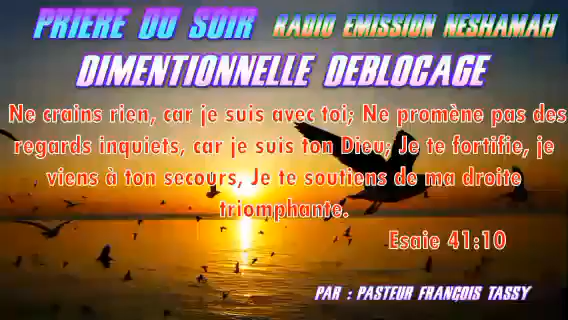 PRIERE DU SOIR RADIO EMISSION NESHAMAH
DIMENTIONNELLE DEBLOCAGE
Ne crains rien, car je suis avec toi; Ne promène pas des
regards inquiets, car je suis ton Dieu; Je te fortifie, je
viens à ton secours, Je te soutiens de ma droite
triomphante.
Esaie 41:10
PAR : PASTEUR FRANÇOIS TASSY